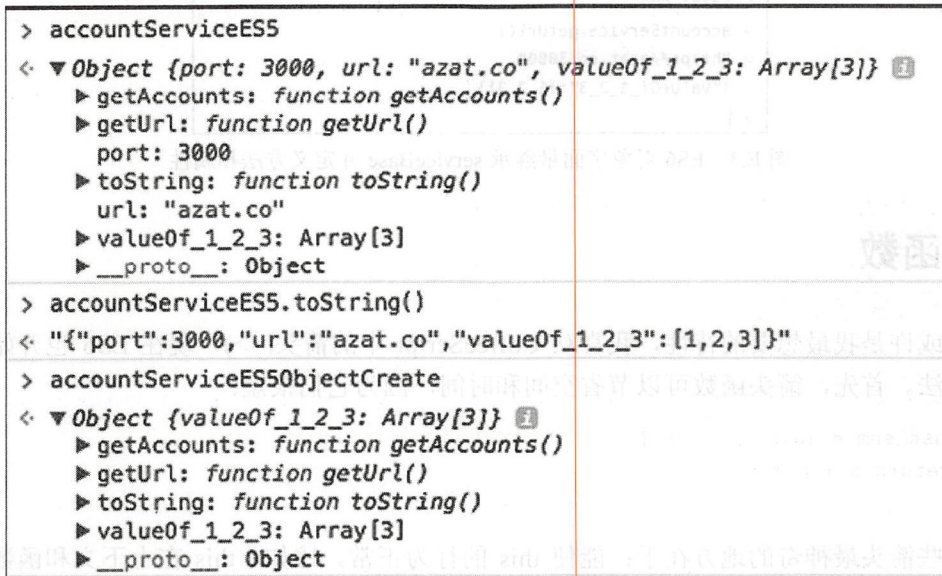 > accountServiceES5
< ▼Object {port: 3000, url: "azat.co", valueOf_1_2_3: Array[3]} i
▶getAccounts: function getAccounts()
▶getUrl: function getUrl()
port: 3000
▶toString: function toString()
url: "azat.co"
▶valueOf_1_2_3: Array[3]
▶__proto__: Object
> accountServiceES5.toString()
< "{"port":3000,"url":"azat.co","valueOf_1_2_3":[1,2,3]}"
> accountServiceES5ObjectCreate
< ▼Object {valueOf_1_2_3: Array[3]} i
▶getAccounts: function getAccounts()
▶getUrl: function getUrl()
▶toString: function toString()
▶valueOf_1_2_3: Array[3]
▶__proto__: Object